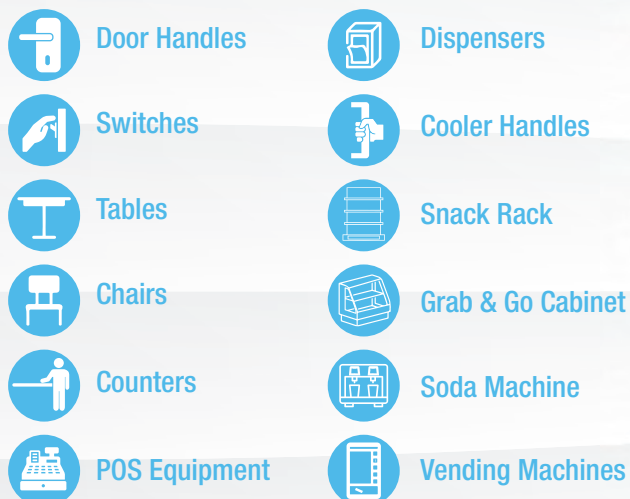 Door Handles
Switches
Tables
Chairs
Counters
POS Equipment
Dispensers
Cooler Handles
Snack Rack
Grab & Go Cabinet
Soda Machine
Vending Machines